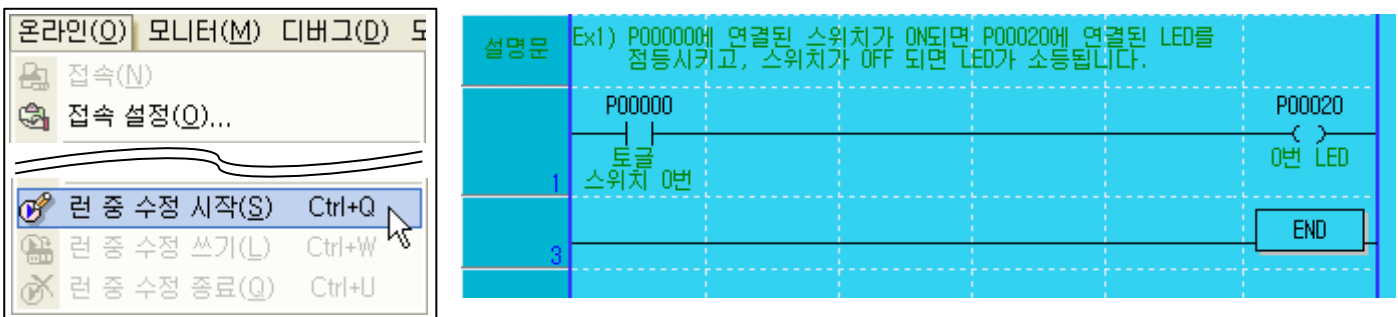 온라인(O) 모니터(M) 디버그(D)
접속(N)
접속 설정(O)...
런 중 수정 시작(S) Ctrl+Q
런 중 수정 쓰기(L) Ctrl+W
런 중 수정 종료(Q) Ctrl+U
설명문
Ex1) P000000에 연결된 스위치가 ON되면 P00020에 연결된 LED를
점등시키고, 스위치가 OFF 되면 LED가 소등됩니다.
P00000 P00020
토글 0번 LED
1 스위치 0번
END
3